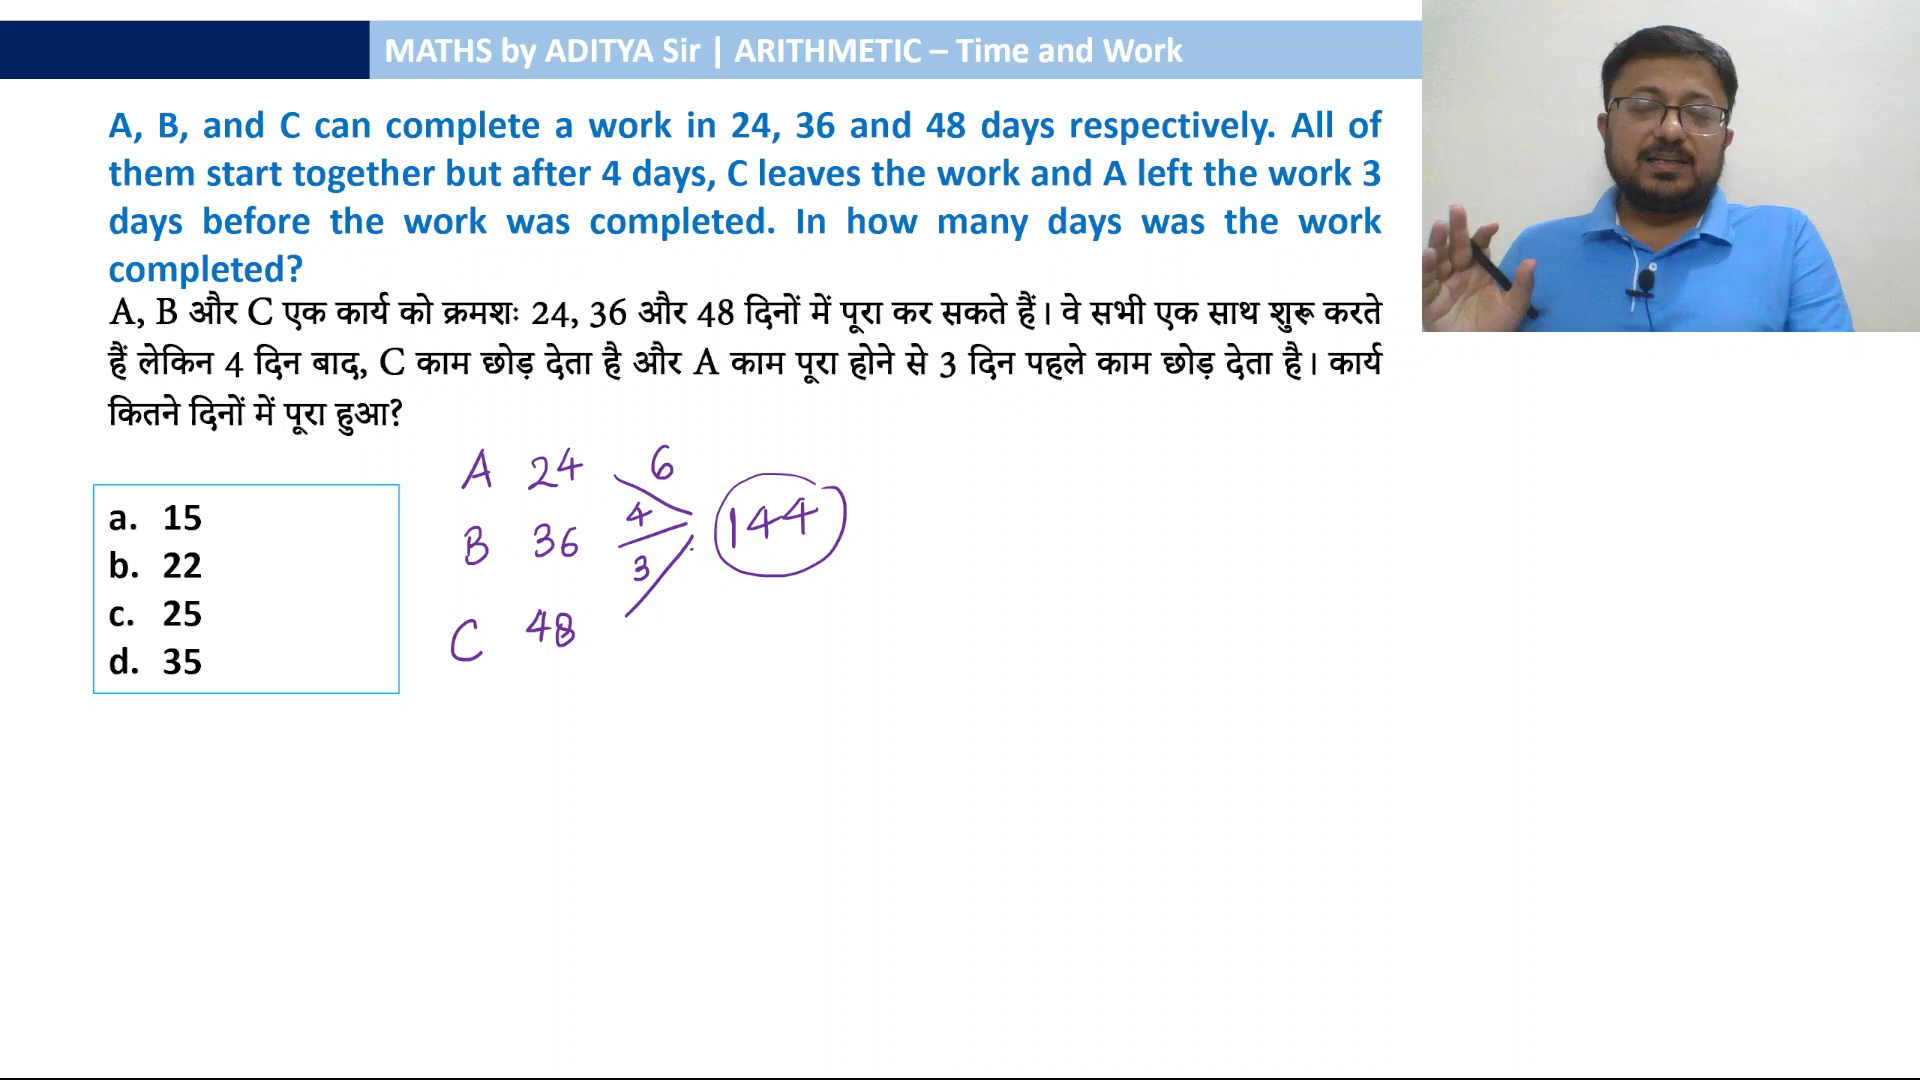 MATHS by ADITYA Sir | ARITHMETIC – Time and Work
A, B, and C can complete a work in 24, 36 and 48 days respectively. All of
them start together but after 4 days, C leaves the work and A left the work 3
days before the work was completed. In how many days was the work
completed?
A, B और C एक कार्य को क्रमशः 24, 36 और 48 दिनों में पूरा कर सकते हैं। वे सभी एक साथ शुरू करते
हैं लेकिन 4 दिन बाद, C काम छोड़ देता है और A काम पूरा होने से 3 दिन पहले काम छोड़ देता है। कार्य
कितने दिनों में पूरा हुआ?
a. 15
b. 22
c. 25
d. 35
A 24 6
4
B 36 144
3
C 48